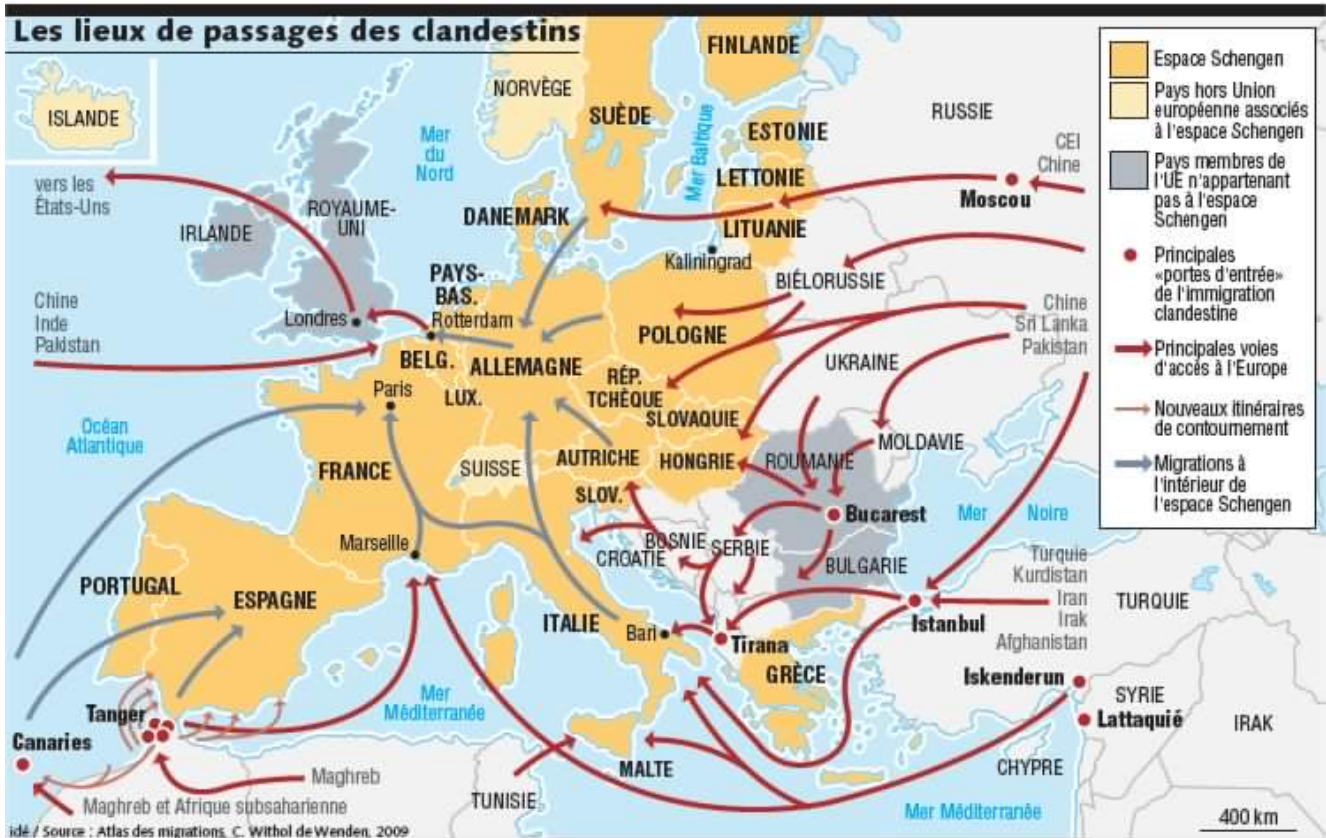 Les lieux de passages des clandestins
ISLANDE
NORVÈGE
FINLANDE
SUÈDE
ESTONIE
RUSSIE
Mer
du
Nord
Mer Baltique
LETTONIE
CEI
Chine
Moscou
vers les
États-Unis
ROYAUME-
UNI
IRLANDE
DANEMARK
LITUANIE
Kaliningrad
BIÉLORUSSIE
PAYS-
BAS.
Rotterdam
Londres
Chine
Inde
Pakistan
POLOGNE
Chine
Sri Lanka
Pakistan
BELG.
ALLEMAGNE
UKRAINE
Paris
LUX.
RÉP.
TCHÈQUE
SLOVAQUIE
Océan
Atlantique
MOLDAVIE
FRANCE
SUISSE
AUTRICHE
HONGRIE
ROUMANIE
SLOV.
Bucarest
Mer Noire
Marseille
BOSNIE
CROATIE
SERBIE
BULGARIE
Turquie
Kurdistan
Iran
Irak
Afghanistan
TURQUIE
PORTUGAL
ESPAGNE
ITALIE
Bari
Tirana
Istanbul
GRÈCE
Iskenderun
SYRIE
Lattaquié
IRAK
Mer
Méditerranée
Tanger
Canaries
Maghreb
MALTE
CHYPRE
TUNISIE
Maghreb et Afrique subsaharienne
Mer Méditerranée
400 km
idé / Source : Atlas des migrations, C. Withol de Wenden, 2009
Espace Schengen
Pays hors Union
européenne associés
à l'espace Schengen
Pays membres de
l'UE n'appartenant
pas à l'espace
Schengen
Principales
«portes d'entrée»
de l'immigration
clandestine
Principales voies
d'accès à l'Europe
Nouveaux itinéraires
de contournement
Migrations à
l'intérieur de
l'espace Schengen